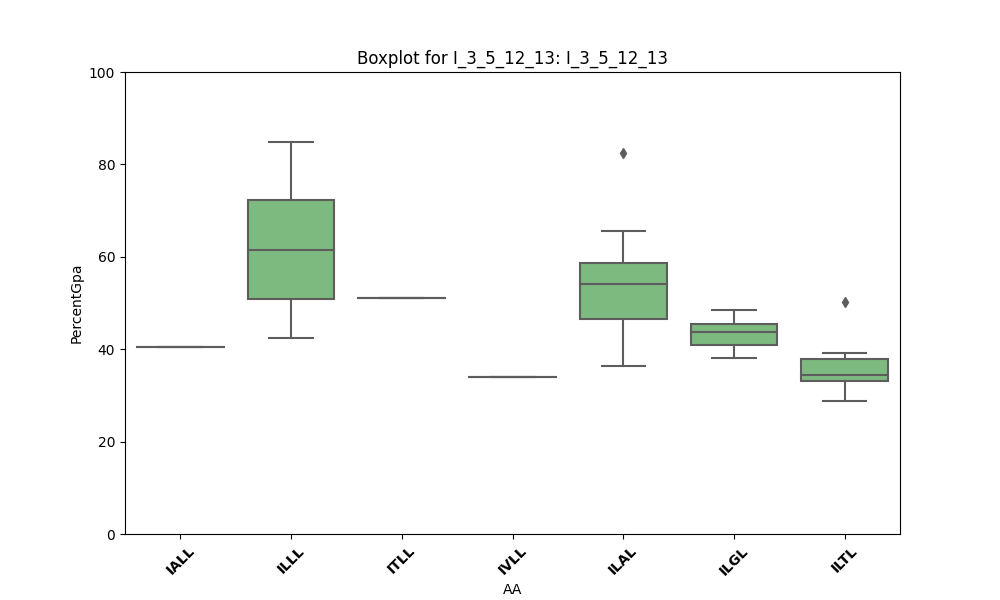 Boxplot for I_3_5_12_13: I_3_5_12_13
100
80
60
40
20
0
PercentGpa
IALL
ILLL
ITLL
IVLL
ILAL
ILGL
ILTL
AA